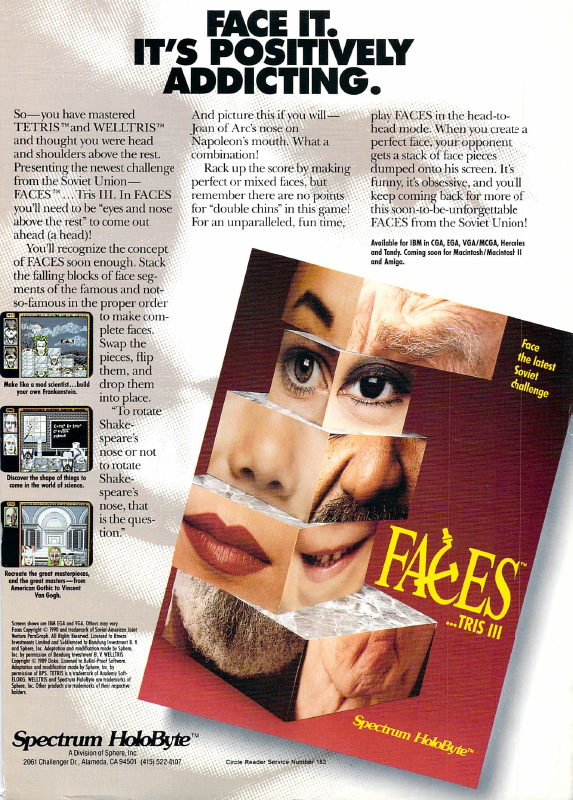 FACE IT.
IT'S POSITIVELY
ADDICTING.
So—you have mastered
TETRIS™ and WELLTRIS™
and thought you were head
and shoulders above the rest.
Presenting the newest challenge
from the Soviet Union—
FACES™...Tris III. In FACES
you'll need to be "eyes and nose
above the rest" to come out
ahead (a head)!
You'll recognize the concept
of FACES soon enough. Stack
the falling blocks of face seg-
ments of the famous and not-
so-famous in the proper order
to make com-
plete faces.
Swap the
pieces, flip
them, and
drop them
into place.
"To rotate
Shake-
speare's
nose or not
to rotate
Shake-
speare's
nose, that
is the ques-
tion."
Make like a mad scientist...build
your own Frankenstein.
Discover the shape of things to
come in the world of science.
Recreate the great masterpieces,
and the great masters—from
American Gothic to Vincent
Van Gogh.
And picture this if you will—
Joan of Arc's nose on
Napoleon's mouth. What a
combination!
Rack up the score by making
perfect or mixed faces, but
remember there are no points
for "double chins" in this game!
For an unparalleled, fun time,
play FACES in the head-to-
head mode. When you create a
perfect face, your opponent
gets a stack of face pieces
dumped onto his screen. It's
funny, it's obsessive, and you'll
keep coming back for more of
this soon-to-be-unforgettable
FACES from the Soviet Union!
Available for IBM in CGA, EGA, VGA/MCGA, Hercules
and Tandy. Coming soon for Macintosh/Macintosh II
and Amiga.
Face
the latest
Soviet
challenge
FACES™
...TRIS III
Spectrum HoloByte™
Screens shown are IBM EGA and VGA. Others may vary.
Faces Copyright © 1990 and trademark of Soviet-American Joint
Venture ParaGraph. All Rights Reserved. Licensed to
Investments Limited and Sublicensed to Bandung Investment B. V.
and Sphere, Inc. Adaptation and modification made by Sphere,
Inc. by permission of Bandung Investment B. V. WELLTRIS
Copyright © 1989 Doka. Licensed to Bullet-Proof Software.
Adaptation and modification made by Sphere, Inc. by
permission of BPS. TETRIS is a trademark of Academy Soft-
ELORG. WELLTRIS and Spectrum HoloByte are trademarks of
Sphere, Inc. Other products are trademarks of their respective
holders.
Spectrum HoloByte™
A Division of Sphere, Inc.
2061 Challenger Dr., Alameda, CA 94501 (415) 522-0107
Circle Reader Service Number 163